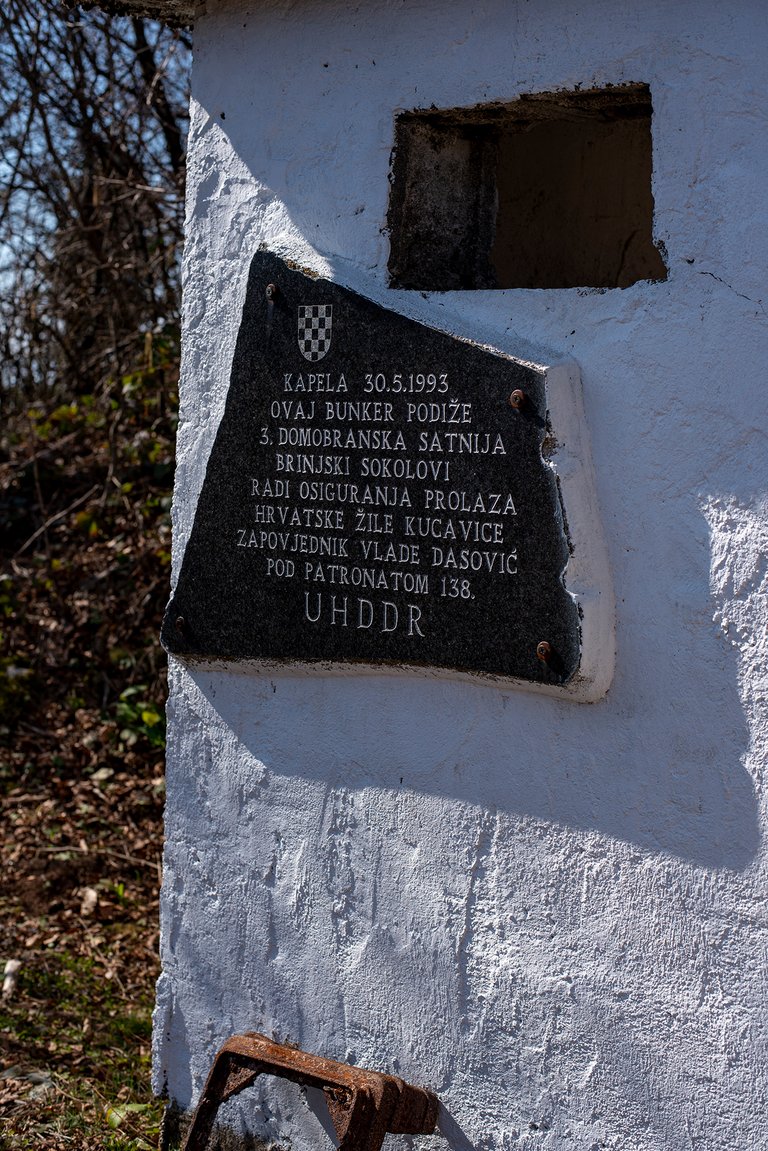 KAPELA 30.5.1993
OVAJ BUNKER PODIŽE
3. DOMOBRANSKA SATNIJA
BRINJSKI SOKOLOVI
RADI OSIGURANJA PROLAZA
HRVATSKE ŽILE KUCAVICE
ZAPOVJEDNIK VLADE DASOVIĆ
POD PATRONATOM 138.
UHDDR